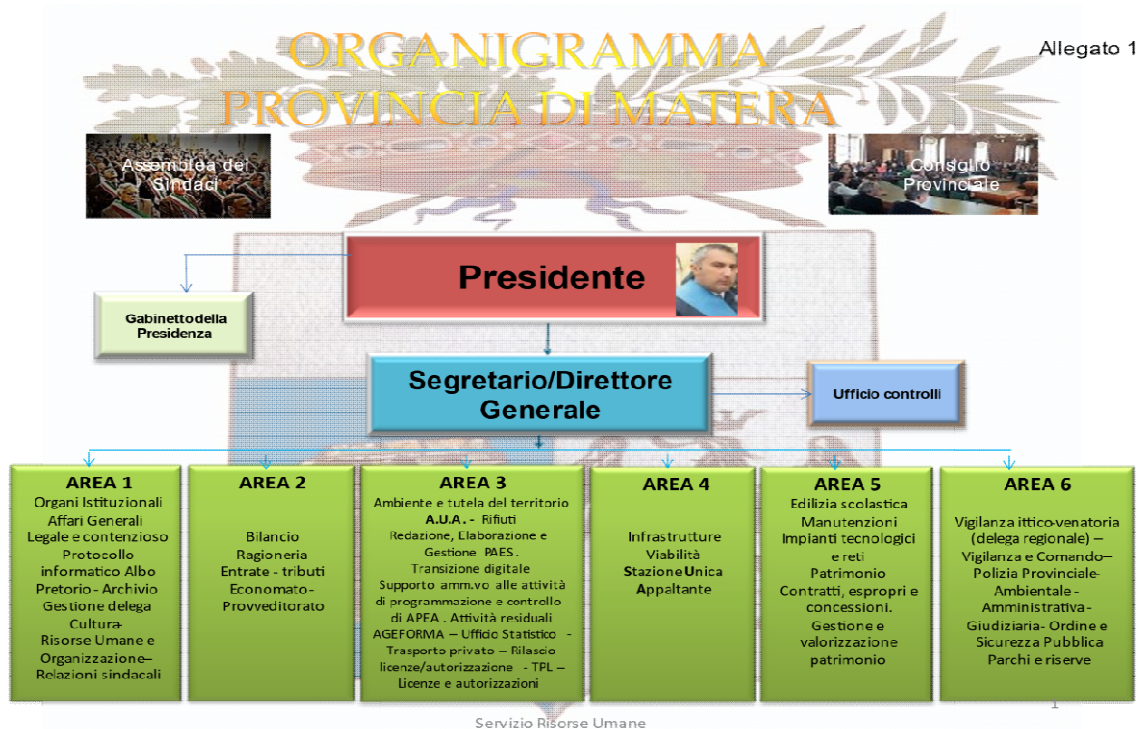 ORGANIGRAMMA
Allegato 1
PROVINCIA DI MATERA
Assemblea dei
Sindaci
Consiglio
Provinciale
Presidente
Gabinetto della
Presidenza
Segretario/Direttore
Generale
Ufficio controlli
AREA 1
Organi Istituzionali
Affari Generali
Legale e contenzioso
Protocollo
informatico Albo
Pretorio - Archivio
Gestione delega
Cultura-
Risorse Umane e
Organizzazione–
Relazioni sindacali
AREA 2
Bilancio
Ragioneria
Entrate - tributi
Economato-
Provveditorato
AREA 3
Ambiente e tutela del territorio
A.U.A. - Rifiuti
Redazione, Elaborazione e
Gestione PAES.
Transizione digitale
Supporto amm.vo alle attività
di programmazione e controllo
di APEA . Attività residuali
AGEFORMA – Ufficio Statistico -
Trasporto privato – Rilascio
licenze/autorizzazione - TPL –
Licenze e autorizzazioni
AREA 4
Infrastrutture
Viabilità
Stazione Unica
Appaltante
AREA 5
Edilizia scolastica
Manutenzioni
Impianti tecnologici
e reti
Patrimonio
Contratti, espropri e
concessioni.
Gestione e
valorizzazione
patrimonio
AREA 6
Vigilanza ittico-venatoria
(delega regionale) –
Vigilanza e Comando–
Polizia Provinciale-
Ambientale -
Amministrativa-
Giudiziaria- Ordine e
Sicurezza Pubblica
Parchi e riserve
1
Servizio Risorse Umane